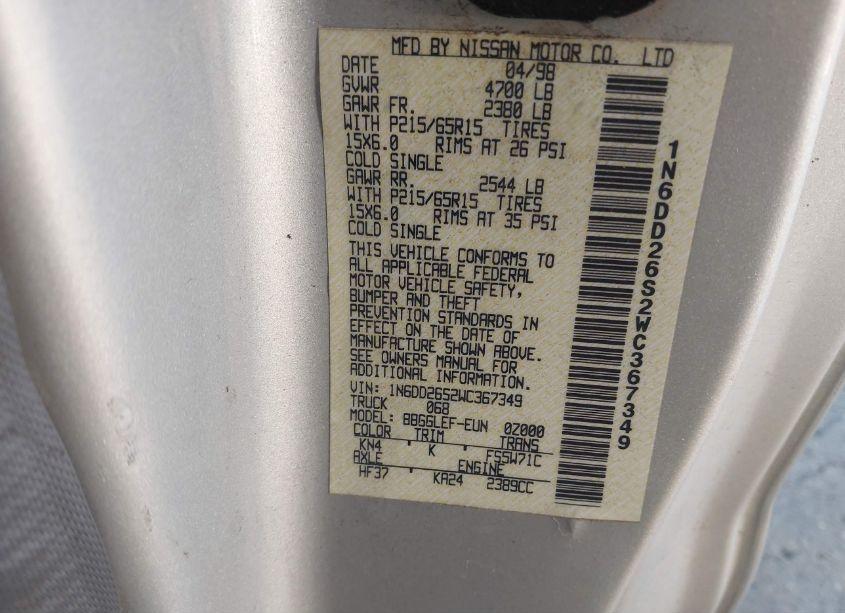 MFD BY NISSAN MOTOR CO. LTD
DATE 04/98
GVWR 4700 LB
GAWR FR. 2380 LB
WITH P215/65R15 TIRES
15X6.0 RIMS AT 26 PSI
COLD SINGLE
GAWR RR. 2544 LB
WITH P215/65R15 TIRES
15X6.0 RIMS AT 35 PSI
COLD SINGLE
THIS VEHICLE CONFORMS TO
ALL APPLICABLE FEDERAL
MOTOR VEHICLE SAFETY,
BUMPER AND THEFT
PREVENTION STANDARDS IN
EFFECT ON THE DATE OF
MANUFACTURE SHOWN ABOVE.
SEE OWNERS MANUAL FOR
ADDITIONAL INFORMATION.
VIN: 1N6DD26S2WC367349
TRUCK 068
MODEL: BBGSLEF-EUN 0Z000
COLOR TRIM TRANS
KN4 K FS5W71C
AXLE ENGINE
HF37 KA24 2389CC
1N6DD26S2WC367349